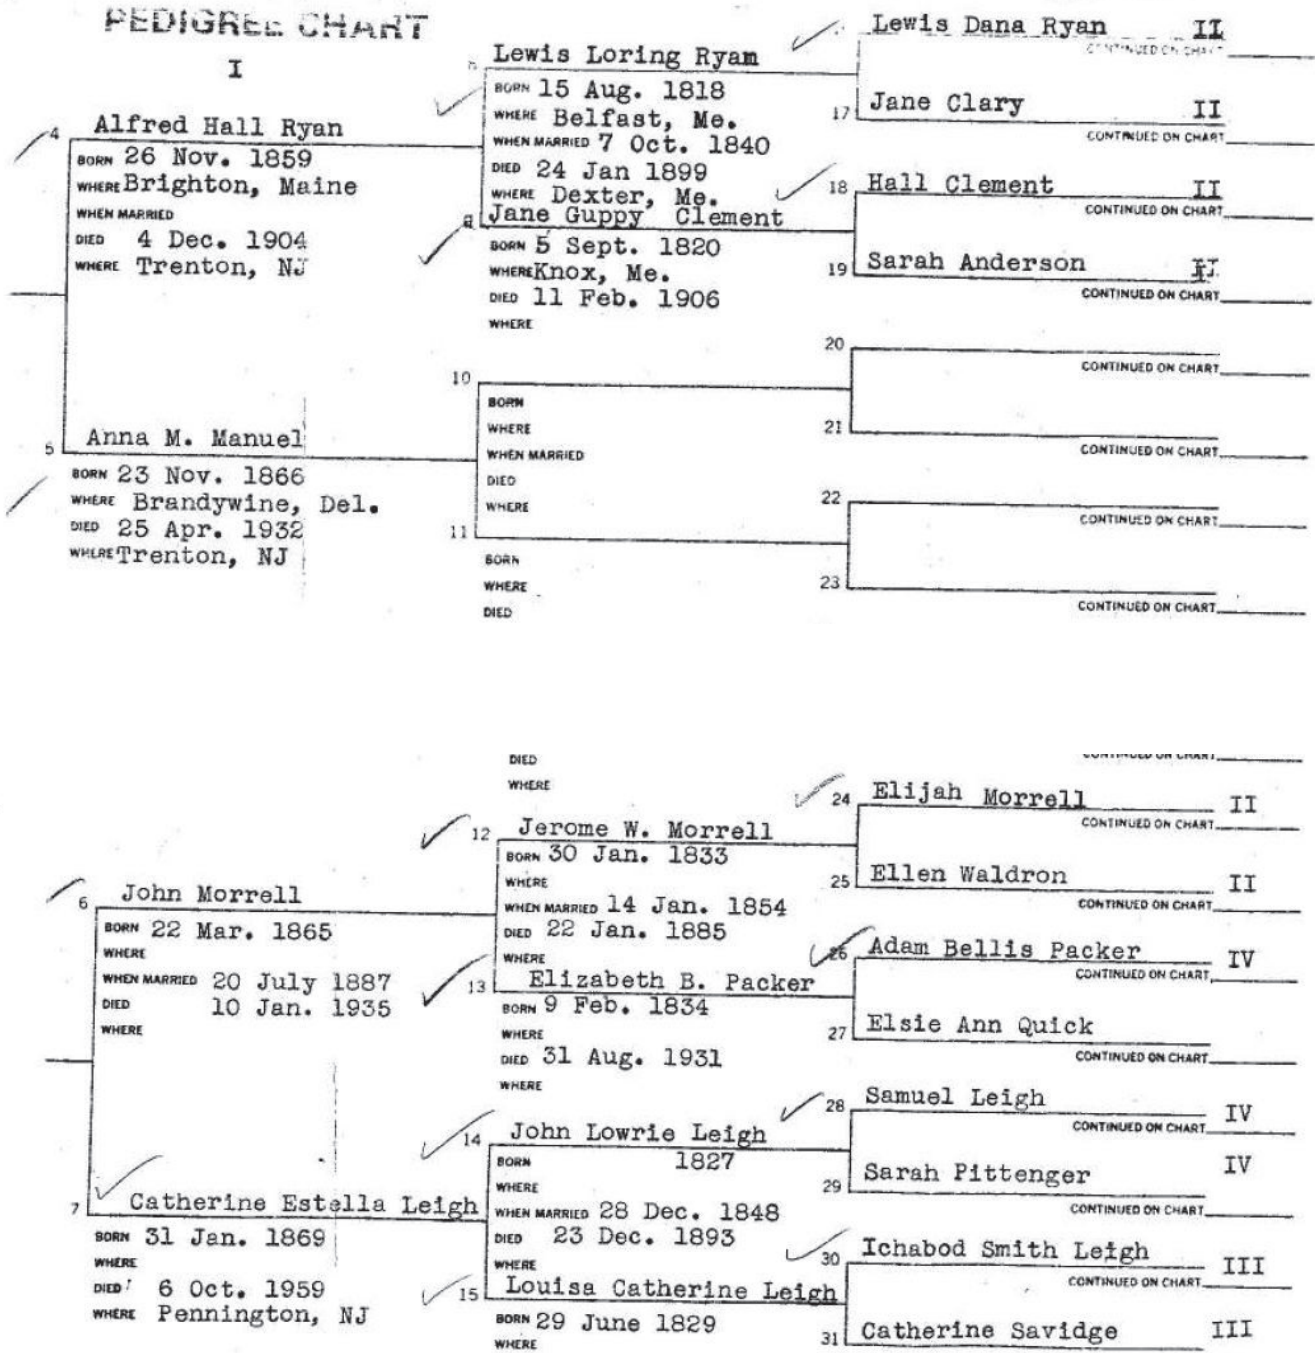 PEDIGREE CHART
I
4
Alfred Hall Ryan
BORN 26 Nov. 1859
WHERE Brighton, Maine
WHEN MARRIED
DIED 4 Dec. 1904
WHERE Trenton, NJ
5
Anna M. Manuel
BORN 23 Nov. 1866
WHERE Brandywine, Del.
DIED 25 Apr. 1932
WHERE Trenton, NJ
Lewis Loring Ryan
BORN 15 Aug. 1818
WHERE Belfast, Me.
WHEN MARRIED 7 Oct. 1840
DIED 24 Jan 1899
WHERE Dexter, Me.
Jane Guppy Clement
BORN 5 Sept. 1820
WHERE Knox, Me.
DIED 11 Feb. 1906
WHERE
10
BORN
WHERE
WHEN MARRIED
DIED
WHERE
11
BORN
WHERE
DIED
Lewis Dana Ryan II
CONTINUED ON CHART
17 Jane Clary II
CONTINUED ON CHART
18 Hall Clement II
CONTINUED ON CHART
19 Sarah Anderson II
CONTINUED ON CHART
20
CONTINUED ON CHART
21
CONTINUED ON CHART
22
CONTINUED ON CHART
23
CONTINUED ON CHART
6
John Morrell
BORN 22 Mar. 1865
WHERE
WHEN MARRIED 20 July 1887
DIED 10 Jan. 1935
WHERE
7
Catherine Estella Leigh
BORN 31 Jan. 1869
WHERE
DIED 6 Oct. 1959
WHERE Pennington, NJ
DIED
WHERE
12 Jerome W. Morrell
BORN 30 Jan. 1833
WHERE
WHEN MARRIED 14 Jan. 1854
DIED 22 Jan. 1885
WHERE
13 Elizabeth B. Packer
BORN 9 Feb. 1834
WHERE
DIED 31 Aug. 1931
WHERE
14 John Lowrie Leigh
BORN 1827
WHERE
WHEN MARRIED 28 Dec. 1848
DIED 23 Dec. 1893
WHERE
15 Louisa Catherine Leigh
BORN 29 June 1829
WHERE
CONTINUED ON CHART
24 Elijah Morrell II
CONTINUED ON CHART
25 Ellen Waldron II
CONTINUED ON CHART
26 Adam Bellis Packer IV
CONTINUED ON CHART
27 Elsie Ann Quick
CONTINUED ON CHART
28 Samuel Leigh IV
CONTINUED ON CHART
29 Sarah Pittenger IV
CONTINUED ON CHART
30 Ichabod Smith Leigh III
CONTINUED ON CHART
31 Catherine Savidge III